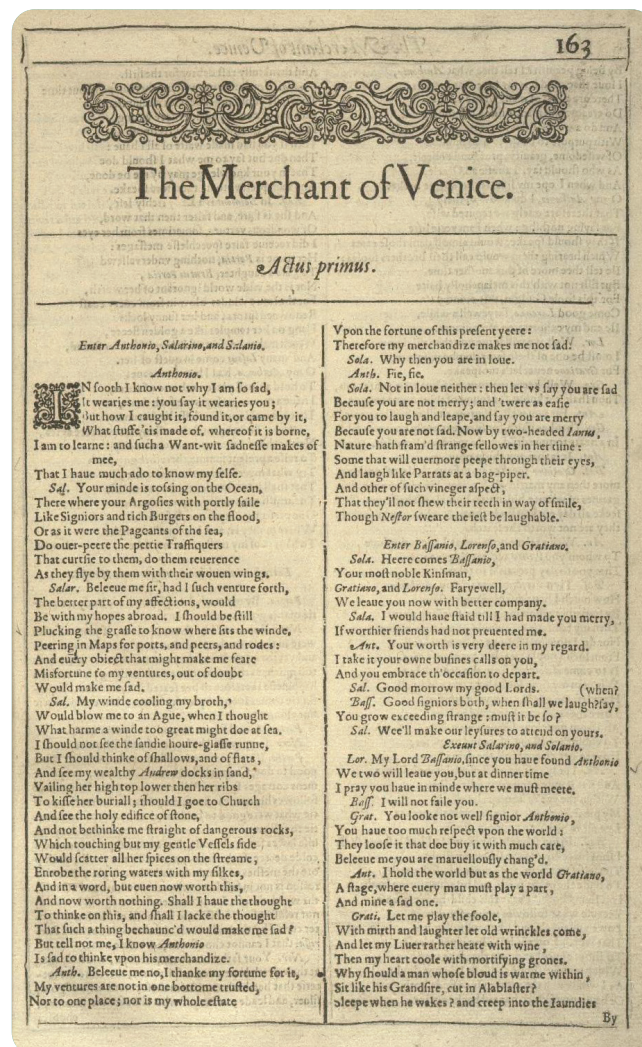 163
The Merchant of Venice.
Actus primus.
Enter Anthonio, Salarino, and Salanio.
Anthonio.
IN sooth I know not why I am so sad,
It wearies me: you say it wearies you;
But how I caught it, found it, or came by it,
What stuffe 'tis made of, whereof it is borne,
I am to learne: and such a Want-wit sadnesse makes of
mee,
That I haue much ado to know my selfe.
Sal. Your minde is tossing on the Ocean,
There where your Argosies with portly saile
Like Signiors and rich Burgers on the flood,
Or as it were the Pageants of the sea,
Do ouer-peere the pettie Traffiquers
That curtsie to them, do them reuerence
As they flye by them with their wouen wings.
Salar. Beleeue me sir, had I such venture forth,
The better part of my affections, would
Be with my hopes abroad. I should be still
Plucking the grasse to know where sits the winde,
Peering in Maps for ports, and peers, and rodes:
And euery obiect that might make me feare
Misfortune to my ventures, out of doubt
Would make me sad.
Sal. My winde cooling my broth,
Would blow me to an Ague, when I thought
What harme a winde too great might doe at sea.
I should not see the sandie houre-glasse runne,
But I should thinke of shallows, and of flats,
And see my wealthy Andrew docks in sand,
Vailing her high top lower then her ribs
To kisse her buriall; should I goe to Church
And see the holy edifice of stone,
And not bethinke me straight of dangerous rocks,
Which touching but my gentle Vessels side
Would scatter all her spices on the streame,
Enrobe the roring waters with my silkes,
And in a word, but euen now worth this,
And now worth nothing. Shall I haue the thought
To thinke on this, and shall I lacke the thought
That such a thing bechaunc'd would make me sad?
But tell not me, I know Anthonio
Is sad to thinke vpon his merchandize.
Anth. Beleeue me no, I thanke my fortune for it,
My ventures are not in one bottome trusted,
Nor to one place; nor is my whole estate
Vpon the fortune of this present yeere:
Therefore my merchandize makes me not sad.
Sola. Why then you are in loue.
Anth. Fie, fie.
Sola. Not in loue neither: then let vs say you are sad
Because you are not merry; and 'twere as easie
For you to laugh and leape, and say you are merry
Because you are not sad. Now by two-headed Ianus,
Nature hath fram'd strange fellowes in her time:
Some that will euermore peepe through their eyes,
And laugh like Parrats at a bag-piper.
And other of such vineger aspect,
That they'll not shew their teeth in way of smile,
Though Nestor sweare the iest be laughable.
Enter Bassanio, Lorenso, and Gratiano.
Sola. Heere comes Bassanio,
Your most noble Kinsman,
Gratiano, and Lorenso. Faryewell,
We leaue you now with better company.
Sala. I would haue staid till I had made you merry,
If worthier friends had not preuented me.
Ant. Your worth is very deere in my regard.
I take it your owne busines calls on you,
And you embrace th'occasion to depart.
Sal. Good morrow my good Lords. (when?
Bass. Good signiors both, when shall we laugh? say,
You grow exceeding strange: must it be so?
Sal. Wee'll make our leysures to attend on yours.
Exeunt Salarino, and Solanio.
Lor. My Lord Bassanio, since you haue found Anthonio
We two will leaue you, but at dinner time
I pray you haue in minde where we must meete.
Bass. I will not faile you.
Grat. You looke not well signior Anthonio,
You haue too much respect vpon the world:
They loose it that doe buy it with much care,
Beleeue me you are maruellously chang'd.
Ant. I hold the world but as the world Gratiano,
A stage, where euery man must play a part,
And mine a sad one.
Grati. Let me play the foole,
With mirth and laughter let old wrinckles come,
And let my Liuer rather heate with wine,
Then my heart coole with mortifying grones.
Why should a man whose bloud is warme within,
Sit like his Grandsire, cut in Alablaster?
Sleepe when he wakes? and creep into the Iaundies
By